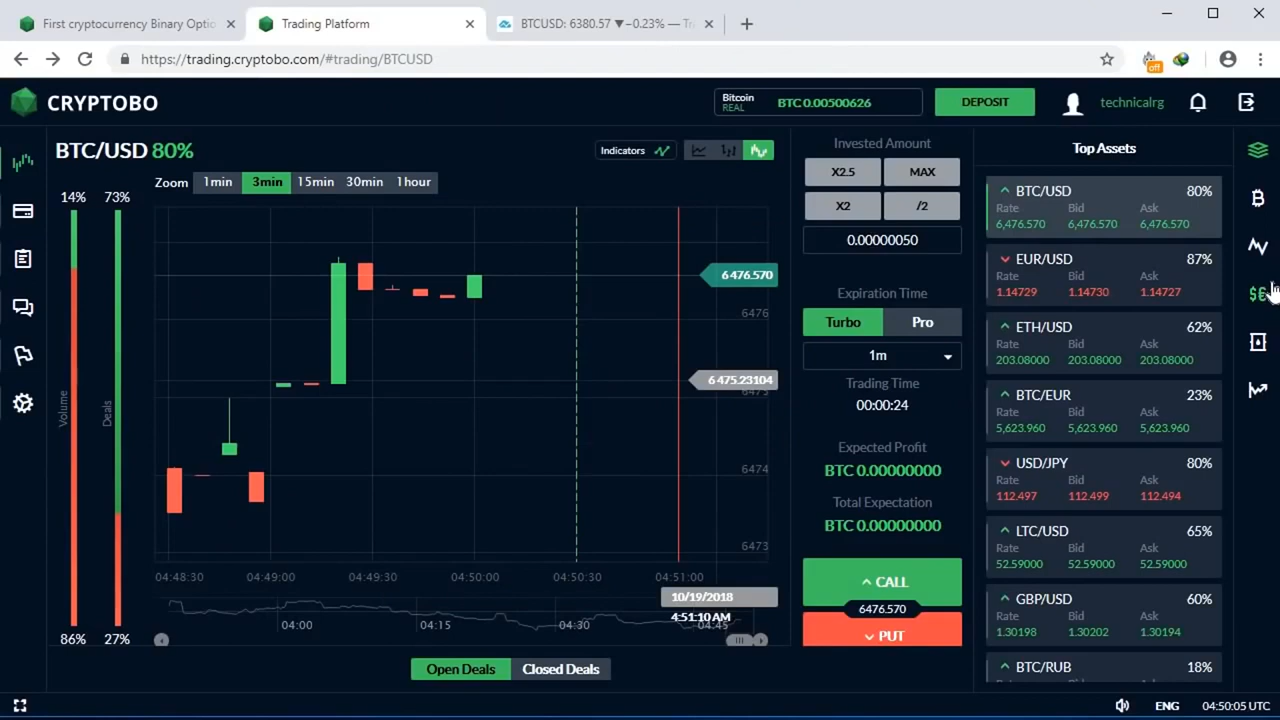 First cryptocurrency Binary Optio
Trading Platform
BTCUSD: 6380.57 ▼−0.23% — Tr
https://trading.cryptobo.com/#trading/BTCUSD
off
CRYPTOBO
Bitcoin
REAL
BTC 0.00500626
DEPOSIT
technicalrg
BTC/USD 80%
Indicators
Zoom
1min
3min
15min
30min
1hour
14%
73%
Volume
Deals
86%
27%
6 476.570
6476
6 475.23104
6475
6474
6473
04:48:30
04:49:00
04:49:30
04:50:00
04:50:30
04:51:00
10/19/2018
4:51:10 AM
04:00
04:15
04:30
04:45
Open Deals
Closed Deals
Invested Amount
X2.5
MAX
X2
/2
0.00000050
Expiration Time
Turbo
Pro
1m
Trading Time
00:00:24
Expected Profit
BTC 0.00000000
Total Expectation
BTC 0.00000000
CALL
6476.570
PUT
Top Assets
BTC/USD 80%
Rate Bid Ask
6,476.570 6,476.570 6,476.570
EUR/USD 87%
Rate Bid Ask
1.14729 1.14730 1.14727
ETH/USD 62%
Rate Bid Ask
203.08000 203.08000 203.08000
BTC/EUR 23%
Rate Bid Ask
5,623.960 5,623.960 5,623.960
USD/JPY 80%
Rate Bid Ask
112.497 112.499 112.494
LTC/USD 65%
Rate Bid Ask
52.59000 52.59000 52.59000
GBP/USD 60%
Rate Bid Ask
1.30198 1.30202 1.30194
BTC/RUB 18%
ENG
04:50:05 UTC